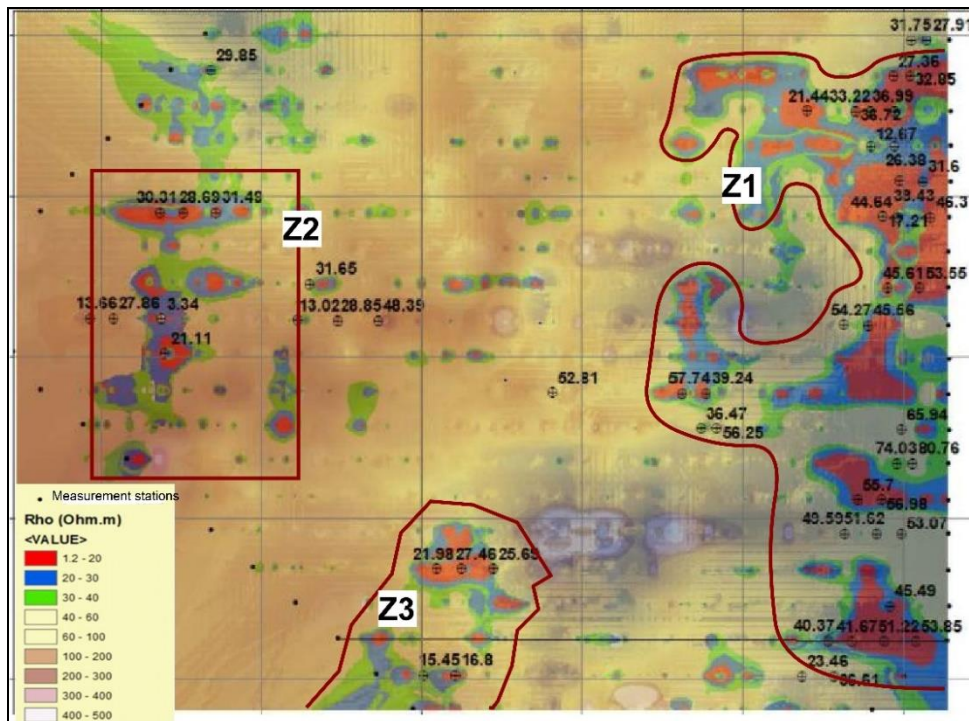 31.75 27.91
29.85
27.36
32.85
21.44 33.22 36.99
36.72
12.67
26.38
31.6
Z1
30.31 28.69 31.49
Z2
44.64 38.43 46.37
17.21
31.65
45.61 53.55
13.66 27.86 3.34
13.02 28.85 48.39
54.27 45.56
21.11
52.81
57.74 39.24
36.47
56.25
65.94
74.03 80.76
55.7
56.98
49.59 51.62 53.07
21.98 27.46 25.65
Z3
45.49
40.37 41.67 51.22 53.85
15.45 16.8
23.46
Measurement stations
Rho (Ohm.m)
<VALUE>
1.2 - 20
20 - 30
30 - 40
40 - 60
60 - 100
100 - 200
200 - 300
300 - 400
400 - 500